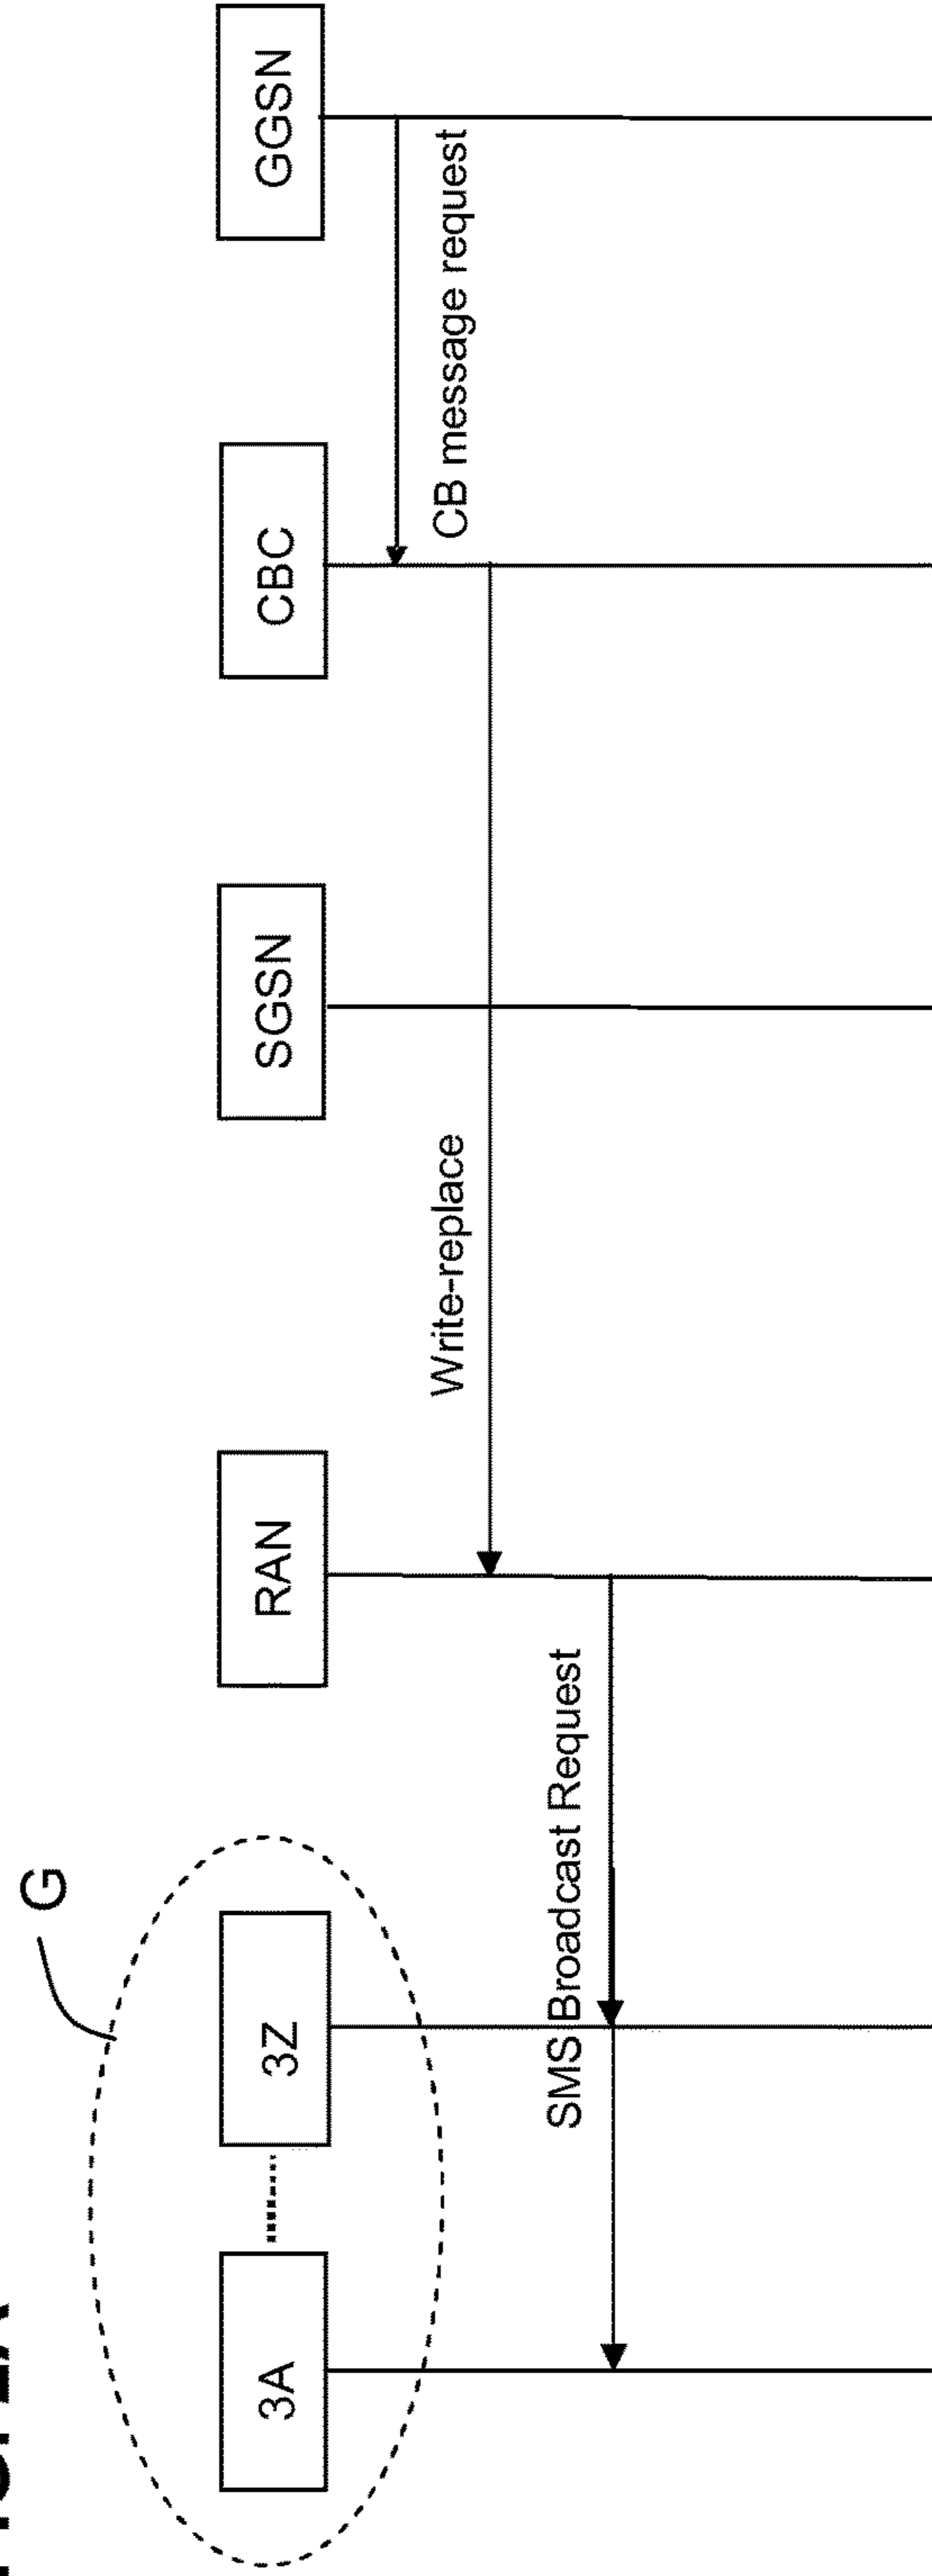 G
3A
3Z
RAN
SGSN
CBC
GGSN
CB message request
Write-replace
SMS Broadcast Request